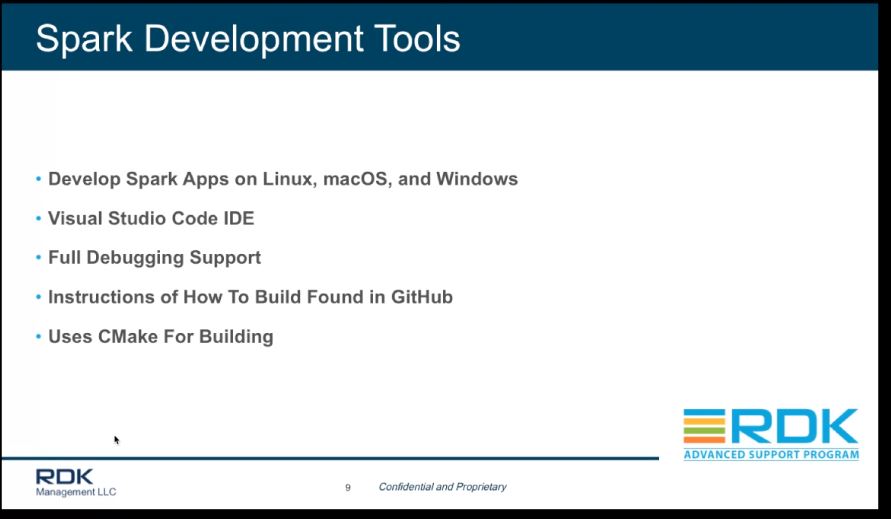 Spark Development Tools
• Develop Spark Apps on Linux, macOS, and Windows
• Visual Studio Code IDE
• Full Debugging Support
• Instructions of How To Build Found in GitHub
• Uses CMake For Building
RDK
ADVANCED SUPPORT PROGRAM
RDK
Management LLC
9
Confidential and Proprietary